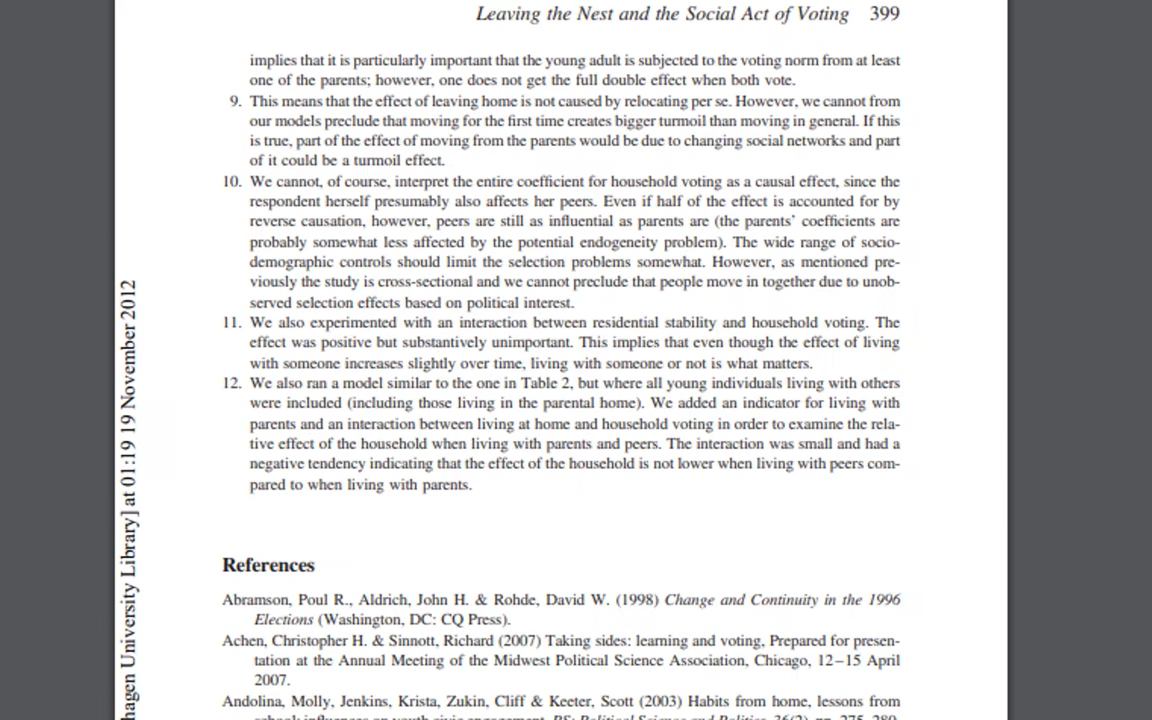 Leaving the Nest and the Social Act of Voting 399
implies that it is particularly important that the young adult is subjected to the voting norm from at least
one of the parents; however, one does not get the full double effect when both vote.
9. This means that the effect of leaving home is not caused by relocating per se. However, we cannot from
our models preclude that moving for the first time creates bigger turmoil than moving in general. If this
is true, part of the effect of moving from the parents would be due to changing social networks and part
of it could be a turmoil effect.
10. We cannot, of course, interpret the entire coefficient for household voting as a causal effect, since the
respondent herself presumably also affects her peers. Even if half of the effect is accounted for by
reverse causation, however, peers are still as influential as parents are (the parents' coefficients are
probably somewhat less affected by the potential endogeneity problem). The wide range of socio-
demographic controls should limit the selection problems somewhat. However, as mentioned pre-
viously the study is cross-sectional and we cannot preclude that people move in together due to unob-
served selection effects based on political interest.
11. We also experimented with an interaction between residential stability and household voting. The
effect was positive but substantively unimportant. This implies that even though the effect of living
with someone increases slightly over time, living with someone or not is what matters.
12. We also ran a model similar to the one in Table 2, but where all young individuals living with others
were included (including those living in the parental home). We added an indicator for living with
parents and an interaction between living at home and household voting in order to examine the rela-
tive effect of the household when living with parents and peers. The interaction was small and had a
negative tendency indicating that the effect of the household is not lower when living with peers com-
pared to when living with parents.
References
Abramson, Poul R., Aldrich, John H. & Rohde, David W. (1998) Change and Continuity in the 1996
Elections (Washington, DC: CQ Press).
Achen, Christopher H. & Sinnott, Richard (2007) Taking sides: learning and voting, Prepared for presen-
tation at the Annual Meeting of the Midwest Political Science Association, Chicago, 12–15 April
2007.
Andolina, Molly, Jenkins, Krista, Zukin, Cliff & Keeter, Scott (2003) Habits from home, lessons from
school: influences on youth civic engagement, PS: Political Science and Politics, 36(2), pp. 275–280.
hagen University Library] at 01:19 19 November 2012